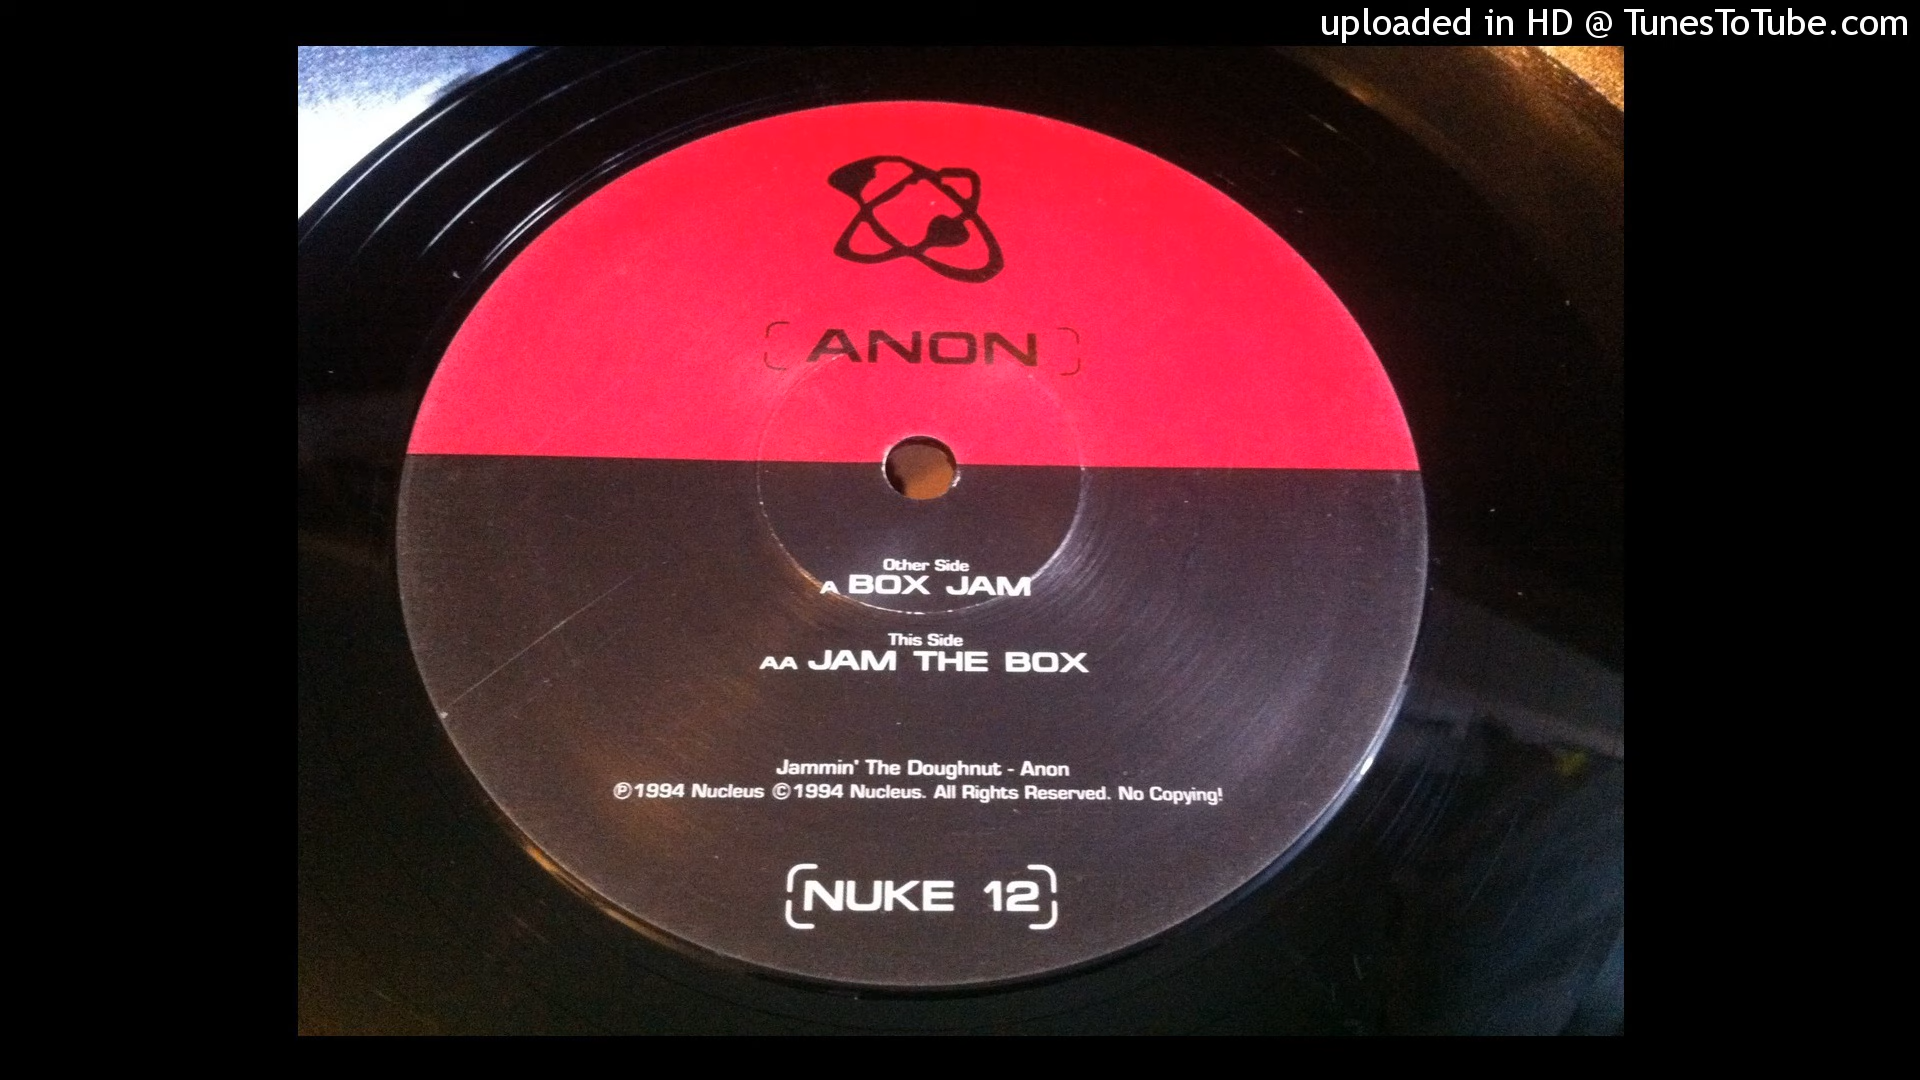 uploaded in HD @ TunesToTube.com
[ANON]
Other Side
A BOX JAM
This Side
AA JAM THE BOX
Jammin' The Doughnut - Anon
℗1994 Nucleus ©1994 Nucleus. All Rights Reserved. No Copying!
[NUKE 12]